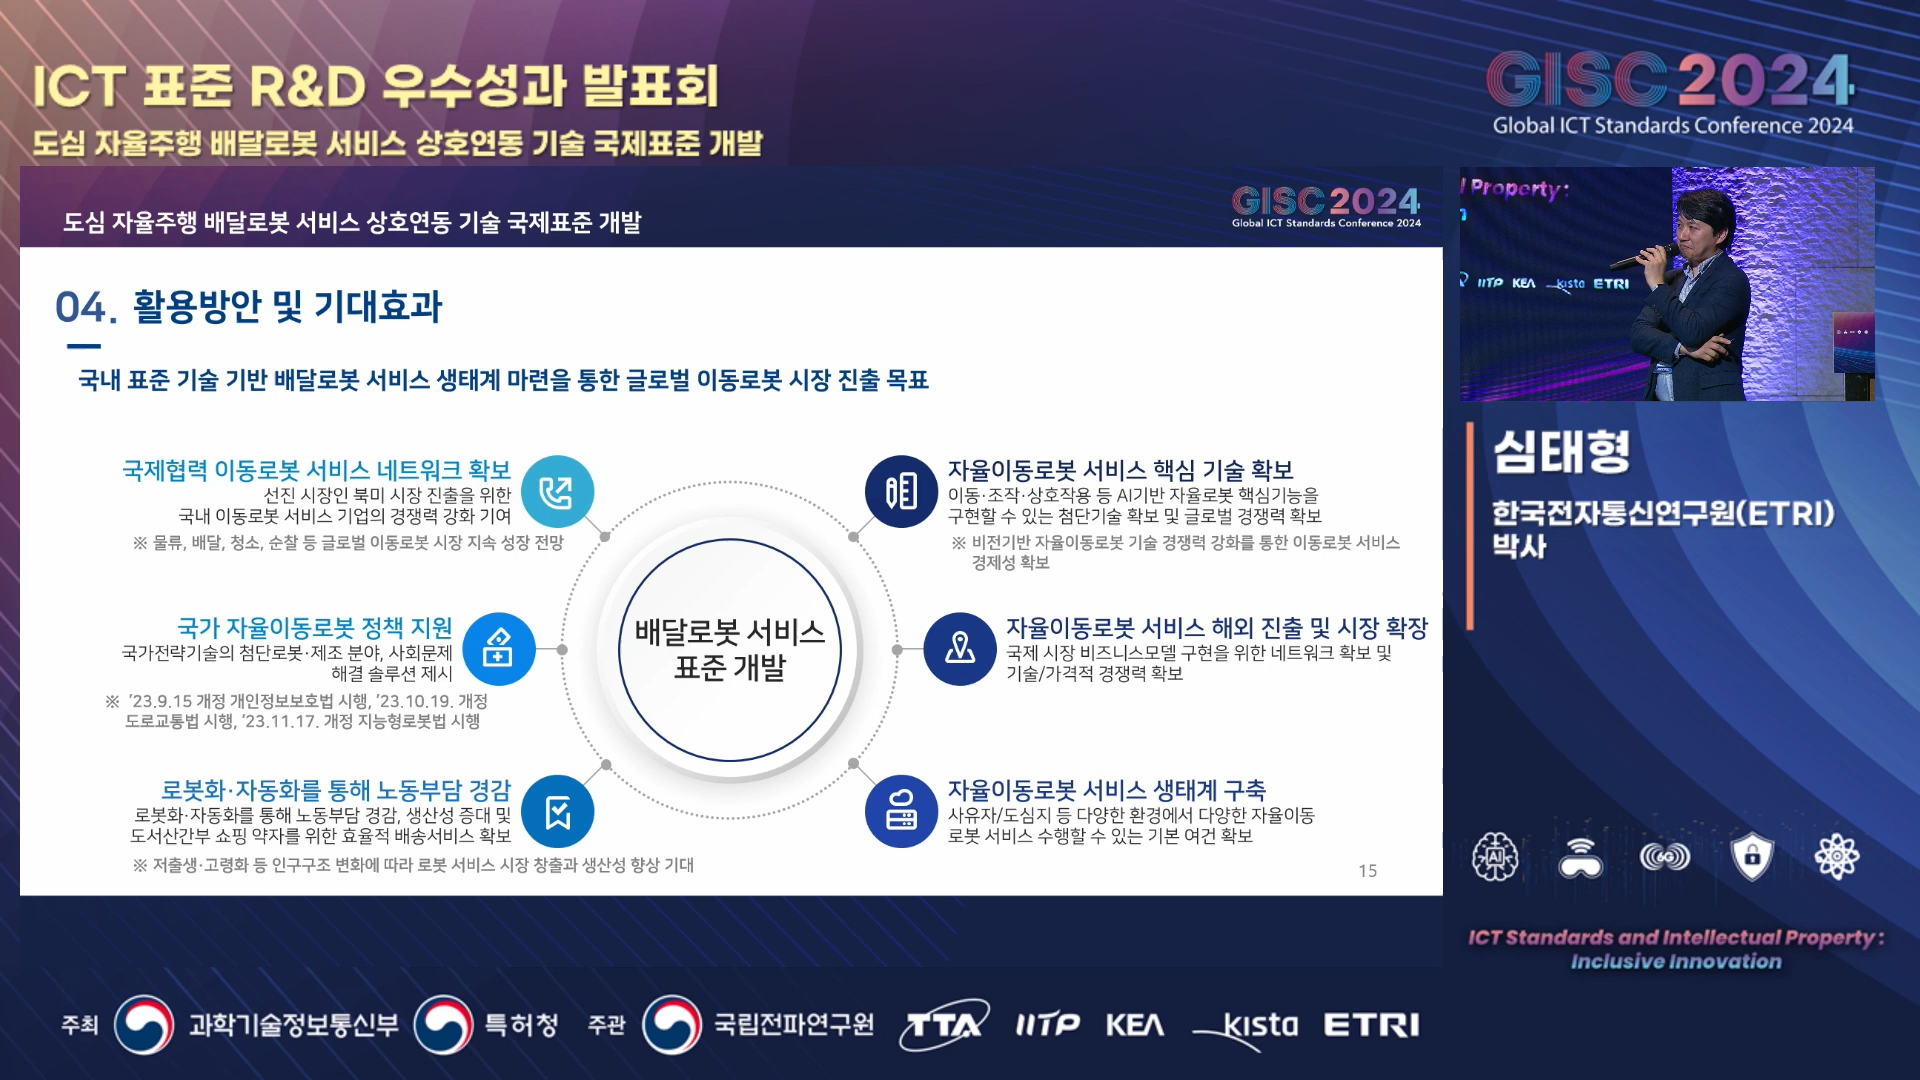 ICT 표준 R&D 우수성과 발표회
도심 자율주행 배달로봇 서비스 상호연동 기술 국제표준 개발
GISC 2024
Global ICT Standards Conference 2024
도심 자율주행 배달로봇 서비스 상호연동 기술 국제표준 개발
GISC 2024
Global ICT Standards Conference 2024
04. 활용방안 및 기대효과
국내 표준 기술 기반 배달로봇 서비스 생태계 마련을 통한 글로벌 이동로봇 시장 진출 목표
국제협력 이동로봇 서비스 네트워크 확보
선진 시장인 북미 시장 진출을 위한
국내 이동로봇 서비스 기업의 경쟁력 강화 기여
※ 물류, 배달, 청소, 순찰 등 글로벌 이동로봇 시장 지속 성장 전망
국가 자율이동로봇 정책 지원
국가전략기술의 첨단로봇·제조 분야, 사회문제
해결 솔루션 제시
※ ’23.9.15 개정 개인정보보호법 시행, ’23.10.19. 개정
도로교통법 시행, ’23.11.17. 개정 지능형로봇법 시행
로봇화·자동화를 통해 노동부담 경감
로봇화·자동화를 통해 노동부담 경감, 생산성 증대 및
도서산간부 쇼핑 약자를 위한 효율적 배송서비스 확보
※ 저출생·고령화 등 인구구조 변화에 따라 로봇 서비스 시장 창출과 생산성 향상 기대
배달로봇 서비스
표준 개발
자율이동로봇 서비스 핵심 기술 확보
이동·조작·상호작용 등 AI기반 자율로봇 핵심기능을
구현할 수 있는 첨단기술 확보 및 글로벌 경쟁력 확보
※ 비전기반 자율이동로봇 기술 경쟁력 강화를 통한 이동로봇 서비스
경제성 확보
자율이동로봇 서비스 해외 진출 및 시장 확장
국제 시장 비즈니스모델 구현을 위한 네트워크 확보 및
기술/가격적 경쟁력 확보
자율이동로봇 서비스 생태계 구축
사유자/도심지 등 다양한 환경에서 다양한 자율이동
로봇 서비스 수행할 수 있는 기본 여건 확보
15
l Property:
IITP KEA kista ETRI
심태형
한국전자통신연구원(ETRI)
박사
AI
6G
ICT Standards and Intellectual Property:
Inclusive Innovation
주최 과학기술정보통신부 특허청 주관 국립전파연구원 TTA IITP KEA kista ETRI